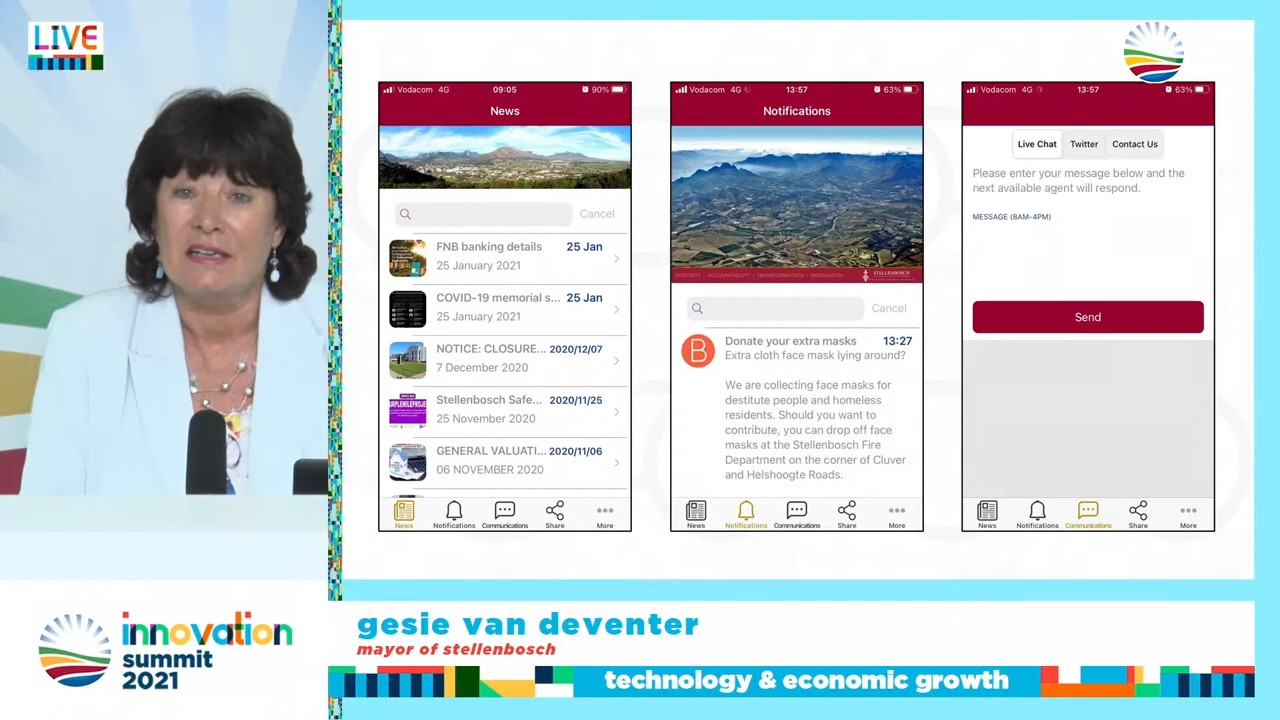 LIVE
Vodacom 4G 09:05 90%
News
Cancel
FNB banking details 25 Jan
25 January 2021
COVID-19 memorial s... 25 Jan
25 January 2021
NOTICE: CLOSURE... 2020/12/07
7 December 2020
Stellenbosch Safe... 2020/11/25
25 November 2020
GENERAL VALUATI... 2020/11/06
06 NOVEMBER 2020
News Notifications Communications Share More
Vodacom 4G 13:57 63%
Notifications
INTEGRITY | ACCOUNTABILITY | TRANSFORMATION | INNOVATION
STELLENBOSCH
Cancel
B
Donate your extra masks 13:27
Extra cloth face mask lying around?
We are collecting face masks for
destitute people and homeless
residents. Should you want to
contribute, you can drop off face
masks at the Stellenbosch Fire
Department on the corner of Cluver
and Helshoogte Roads.
News Notifications Communications Share More
Vodacom 4G 13:57 63%
Live Chat Twitter Contact Us
Please enter your message below and the
next available agent will respond.
MESSAGE (8AM-4PM)
Send
News Notifications Communications Share More
innovation
summit
2021
gesie van deventer
mayor of stellenbosch
technology & economic growth